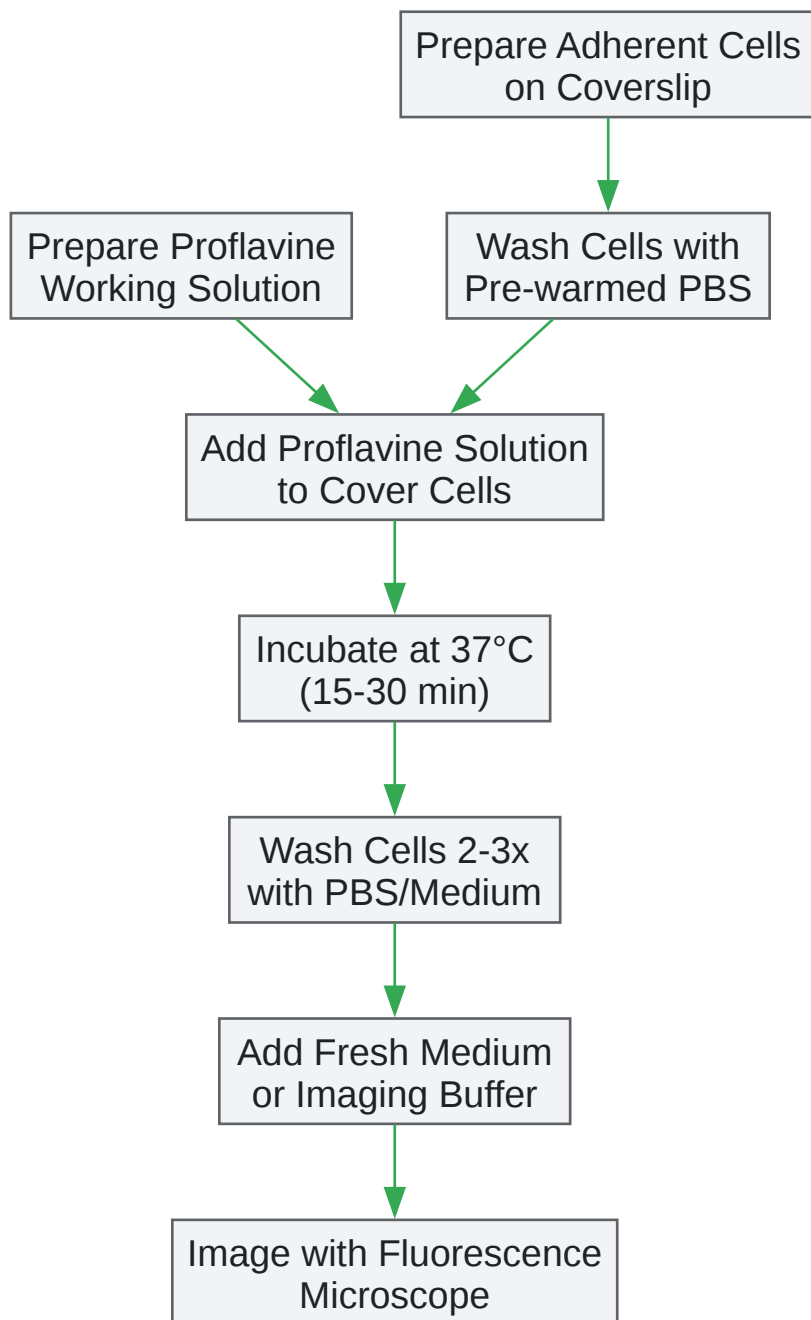 Prepare Adherent Cells
on Coverslip
Prepare Proflavine
Working Solution
Wash Cells with
Pre-warmed PBS
Add Proflavine Solution
to Cover Cells
Incubate at 37°C
(15-30 min)
Wash Cells 2-3x
with PBS/Medium
Add Fresh Medium
or Imaging Buffer
Image with Fluorescence
Microscope